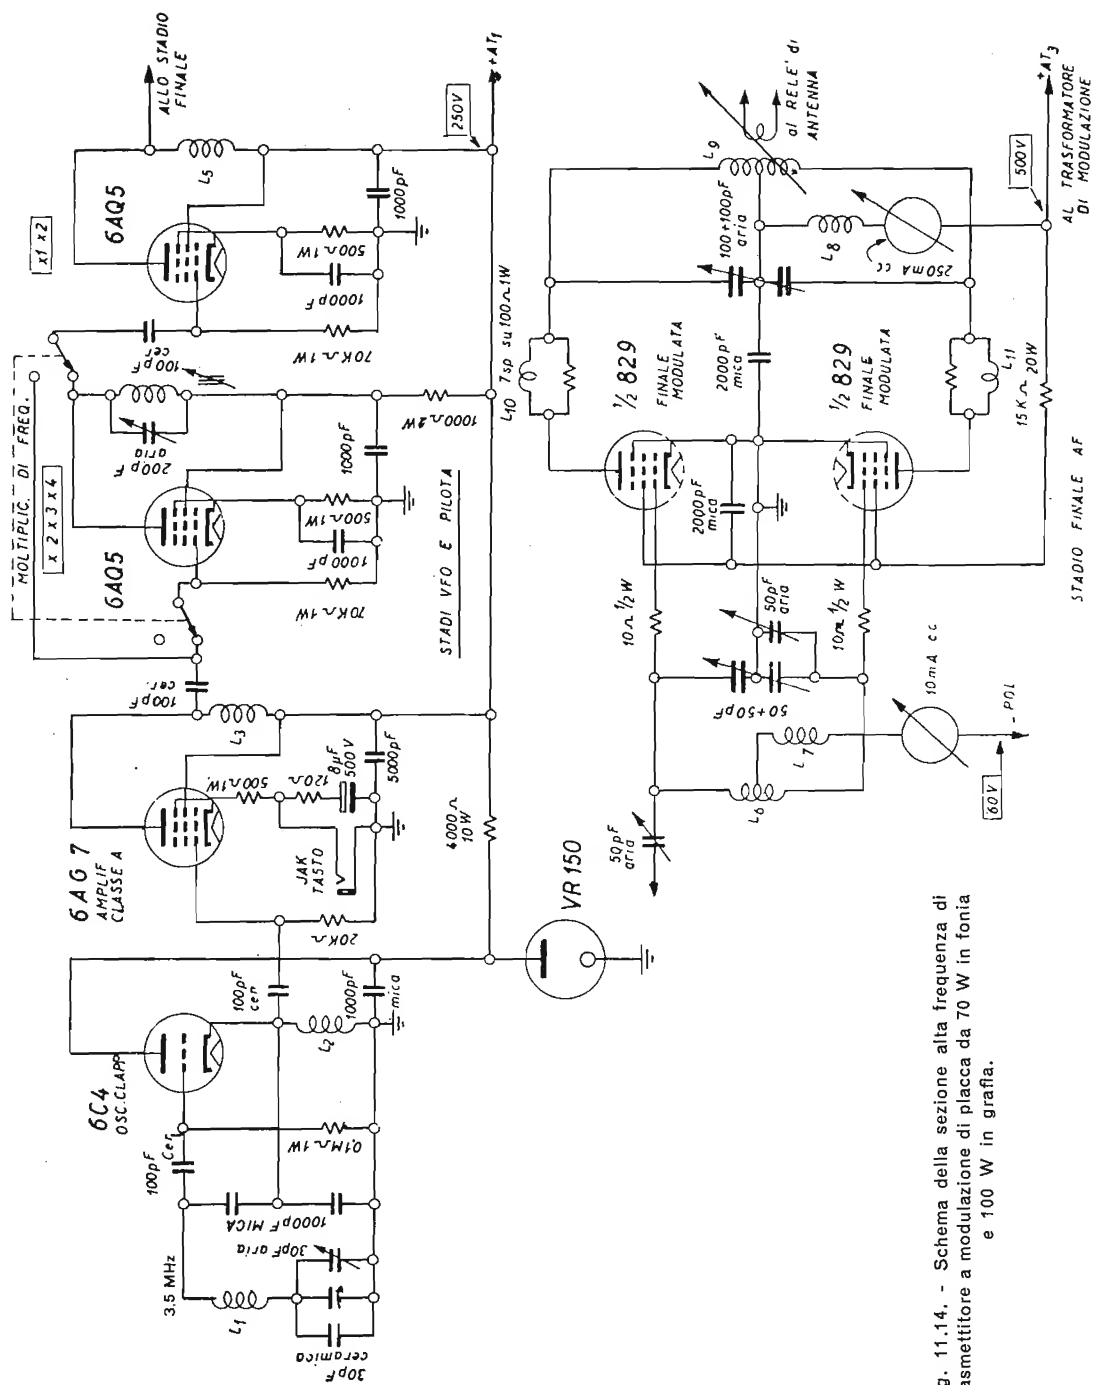 3.5 MHz
L1
30pF
ceramica
30pF aria
1000pF MICA
100pF
Cer
0,1MΩ 1W
6C4
OSC. CLAPP
L2
100pF
cer
1000pF
mica
20KΩ
6AG7
AMPLIF
CLASSE A
JAK
TASTO
500Ω 1W
120Ω
8µF
500V
5000pF
L3
100pF
cer.
4000Ω
10W
VR150
MOLTIPLIC. DI FREQ.
x2 x3 x4
6AQ5
70KΩ 1W
1000pF
500Ω 1W
200pF
aria
1000pF
1000Ω 2W
STADI VFO E PILOTA
x1 x2
100pF
cer
6AQ5
70KΩ 1W
1000pF
500Ω 1W
L5
1000pF
ALLO STADIO
FINALE
250V
+AT1
50pF
aria
L6
L7
60V
- POL
10mA cc
50+50pF
50pF
aria
10Ω 1/2W
10Ω 1/2 W
2000pF
mica
2000pF
mica
1/2 829
FINALE
MODULATA
1/2 829
FINALE
MODULATA
L10 7sp su 100Ω 1W
L11
15KΩ 20W
100+100pF
aria
L8
250mA cc
L9
al RELE' di
ANTENNA
500V
+AT3
AL TRASFORMATORE
DI MODULAZIONE
STADIO FINALE AF
g. 11.14. - Schema della sezione alta frequenza di
asmettitore a modulazione di placca da 70 W in fonia
e 100 W in grafia.